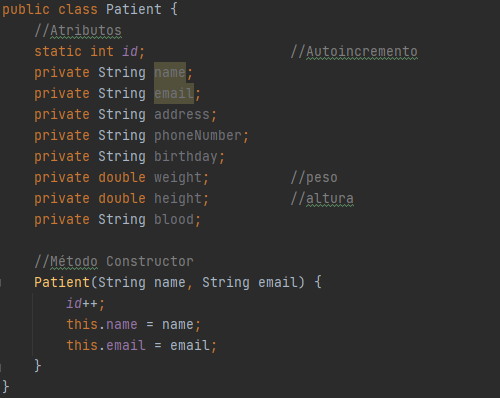 public class Patient {
//Atributos
static int id; //Autoincremento
private String name;
private String email;
private String address;
private String phoneNumber;
private String birthday;
private double weight; //peso
private double height; //altura
private String blood;
//Método Constructor
Patient(String name, String email) {
id++;
this.name = name;
this.email = email;
}
}